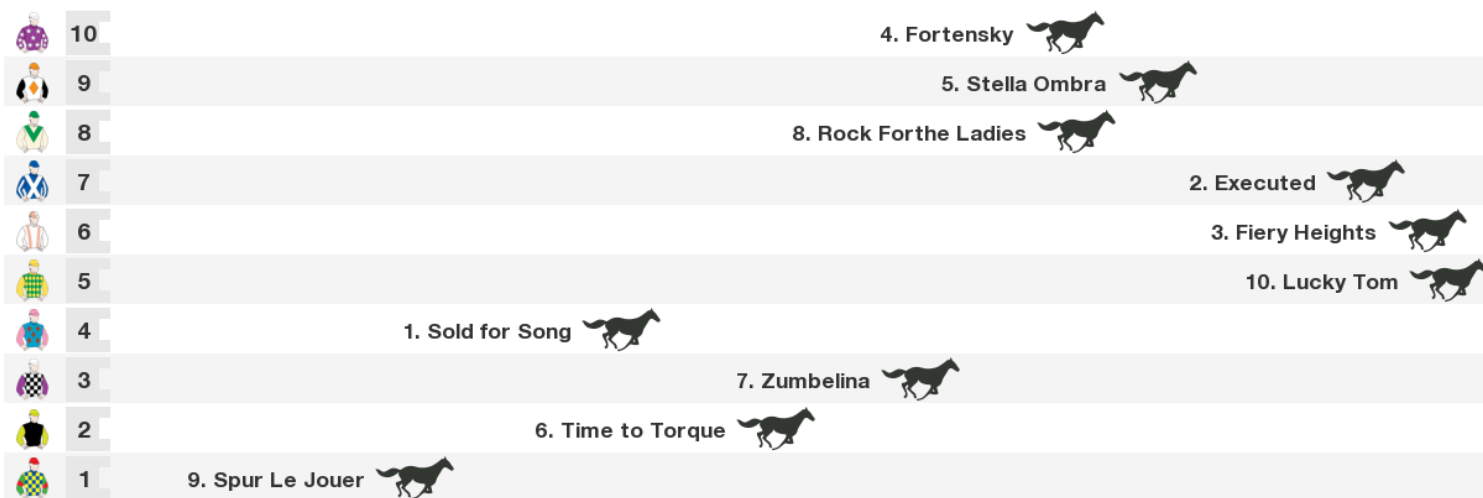 10 4. Fortensky
9 5. Stella Ombra
8 8. Rock Forthe Ladies
7 2. Executed
6 3. Fiery Heights
5 10. Lucky Tom
4 1. Sold for Song
3 7. Zumbelina
2 6. Time to Torque
1 9. Spur Le Jouer